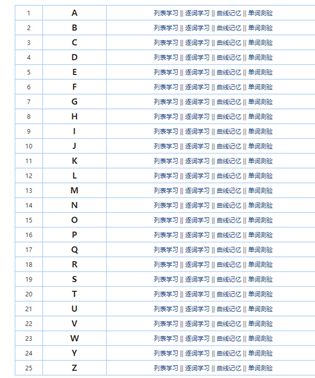 1 A 列表学习 || 逐词学习 || 曲线记忆 || 单词测验
2 B 列表学习 || 逐词学习 || 曲线记忆 || 单词测验
3 C 列表学习 || 逐词学习 || 曲线记忆 || 单词测验
4 D 列表学习 || 逐词学习 || 曲线记忆 || 单词测验
5 E 列表学习 || 逐词学习 || 曲线记忆 || 单词测验
6 F 列表学习 || 逐词学习 || 曲线记忆 || 单词测验
7 G 列表学习 || 逐词学习 || 曲线记忆 || 单词测验
8 H 列表学习 || 逐词学习 || 曲线记忆 || 单词测验
9 I 列表学习 || 逐词学习 || 曲线记忆 || 单词测验
10 J 列表学习 || 逐词学习 || 曲线记忆 || 单词测验
11 K 列表学习 || 逐词学习 || 曲线记忆 || 单词测验
12 L 列表学习 || 逐词学习 || 曲线记忆 || 单词测验
13 M 列表学习 || 逐词学习 || 曲线记忆 || 单词测验
14 N 列表学习 || 逐词学习 || 曲线记忆 || 单词测验
15 O 列表学习 || 逐词学习 || 曲线记忆 || 单词测验
16 P 列表学习 || 逐词学习 || 曲线记忆 || 单词测验
17 Q 列表学习 || 逐词学习 || 曲线记忆 || 单词测验
18 R 列表学习 || 逐词学习 || 曲线记忆 || 单词测验
19 S 列表学习 || 逐词学习 || 曲线记忆 || 单词测验
20 T 列表学习 || 逐词学习 || 曲线记忆 || 单词测验
21 U 列表学习 || 逐词学习 || 曲线记忆 || 单词测验
22 V 列表学习 || 逐词学习 || 曲线记忆 || 单词测验
23 W 列表学习 || 逐词学习 || 曲线记忆 || 单词测验
24 Y 列表学习 || 逐词学习 || 曲线记忆 || 单词测验
25 Z 列表学习 || 逐词学习 || 曲线记忆 || 单词测验